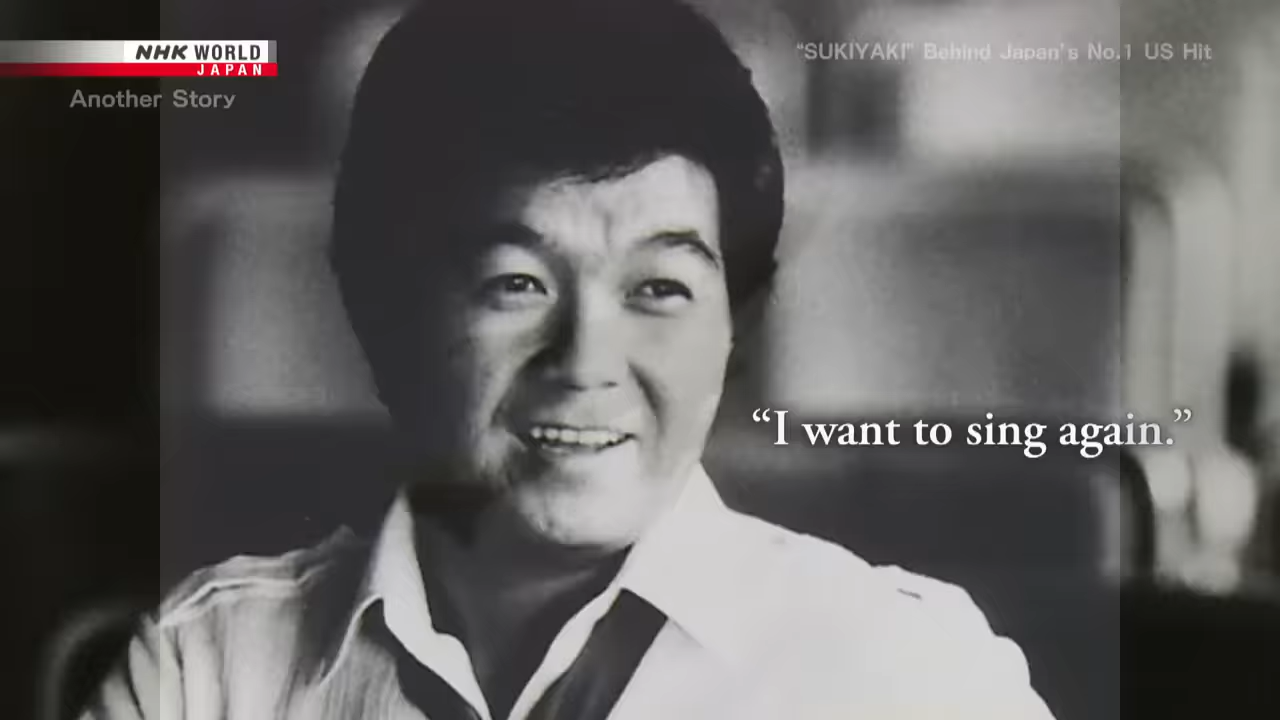 NHK WORLD
JAPAN
Another Story
"SUKIYAKI" Behind Japan's No.1 US Hit
“I want to sing again.”